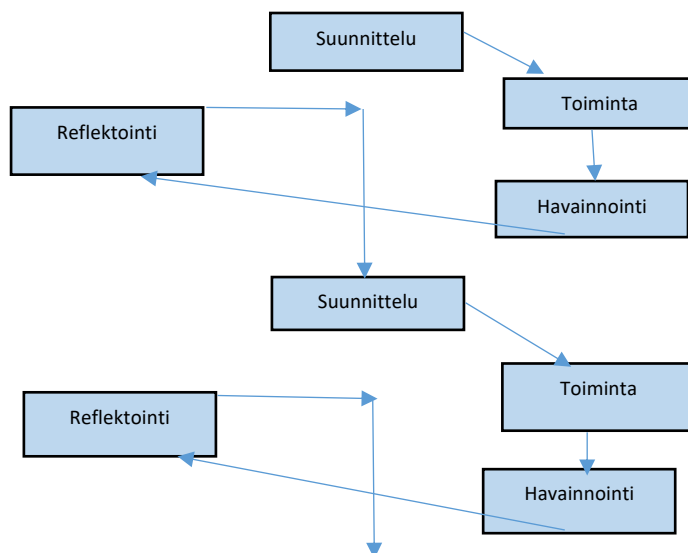 Suunnittelu
Toiminta
Reflektointi
Havainnointi
Suunnittelu
Toiminta
Reflektointi
Havainnointi